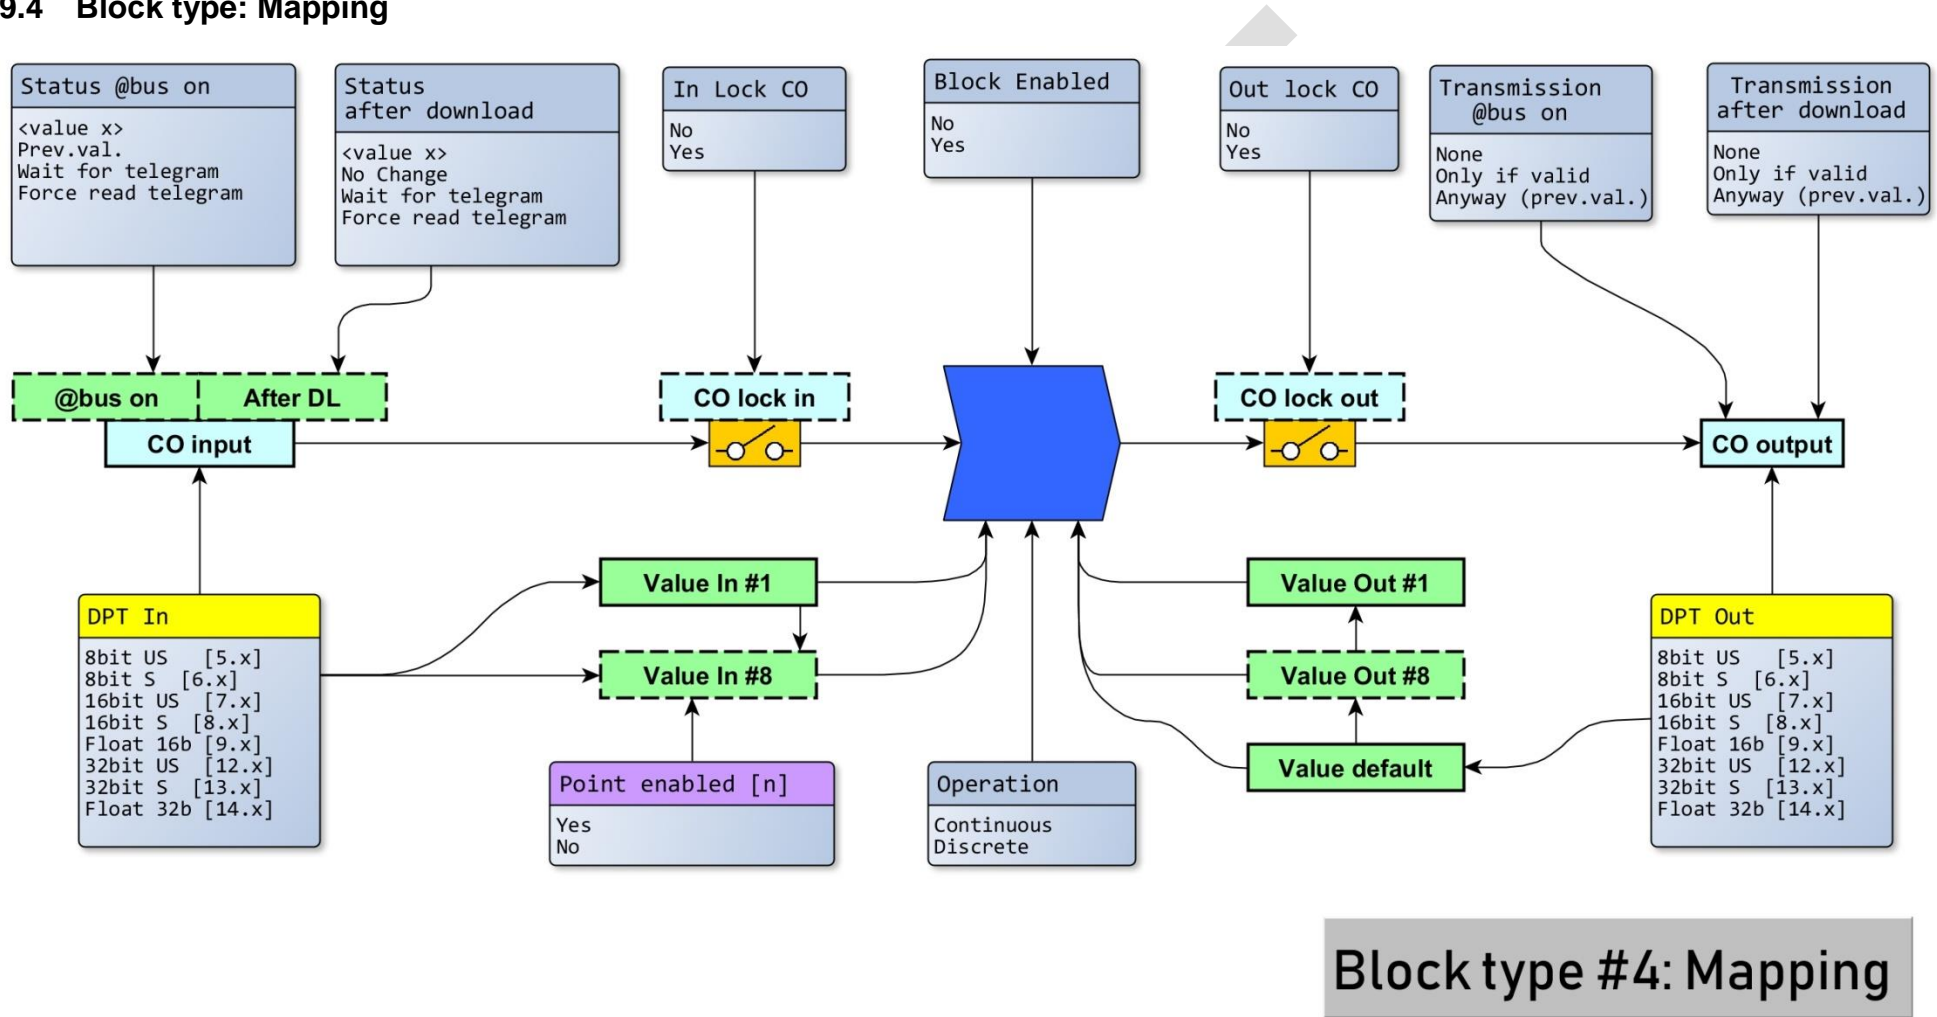 9.4 Block type: Mapping
Status @bus on
<value x>
Prev.val.
Wait for telegram
Force read telegram
Status
after download
<value x>
No Change
Wait for telegram
Force read telegram
In Lock CO
No
Yes
Block Enabled
No
Yes
Out lock CO
No
Yes
Transmission
@bus on
None
Only if valid
Anyway (prev.val.)
Transmission
after download
None
Only if valid
Anyway (prev.val.)
@bus on
After DL
CO input
CO lock in
CO lock out
CO output
DPT In
8bit US [5.x]
8bit S [6.x]
16bit US [7.x]
16bit S [8.x]
Float 16b [9.x]
32bit US [12.x]
32bit S [13.x]
Float 32b [14.x]
Value In #1
Value In #8
Point enabled [n]
Yes
No
Operation
Continuous
Discrete
Value Out #1
Value Out #8
Value default
DPT Out
8bit US [5.x]
8bit S [6.x]
16bit US [7.x]
16bit S [8.x]
Float 16b [9.x]
32bit US [12.x]
32bit S [13.x]
Float 32b [14.x]
Block type #4: Mapping